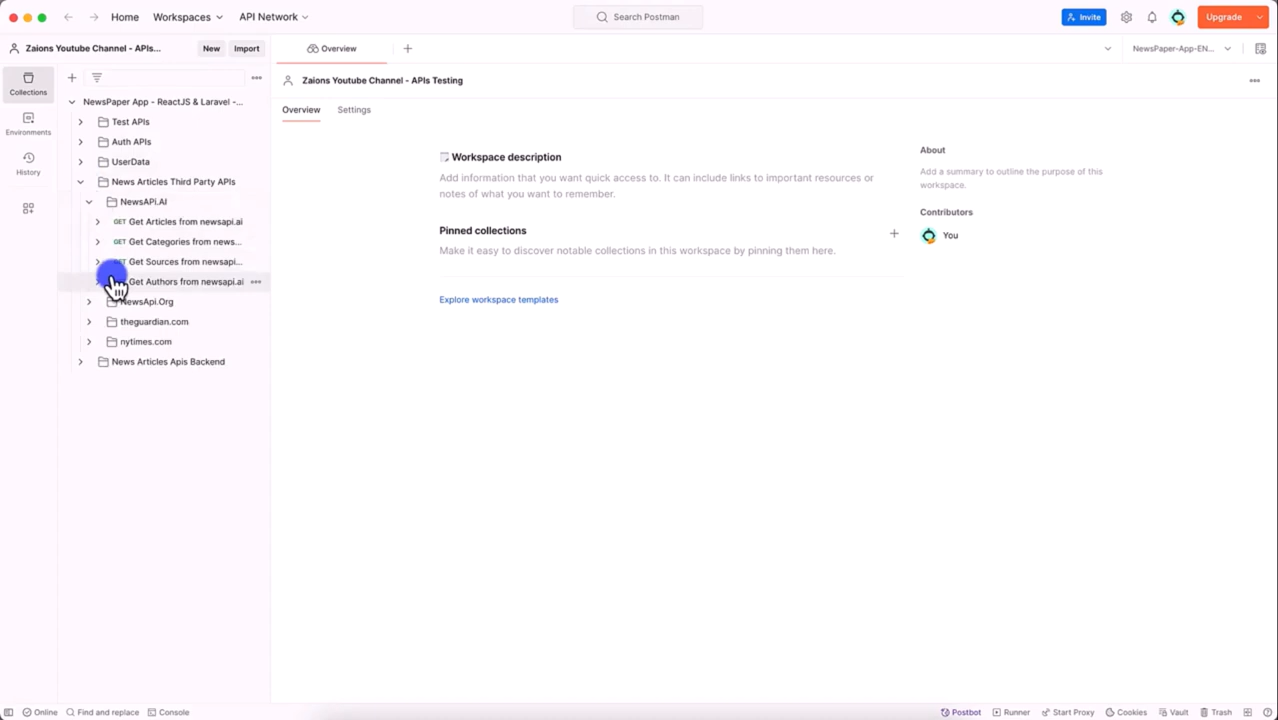 Home Workspaces API Network Search Postman Invite Upgrade
Zaions Youtube Channel - APIs... New Import Overview NewsPaper-App-EN...
Zaions Youtube Channel - APIs Testing
Collections
Environments
History
NewsPaper App - ReactJS & Laravel -...
Test APIs
Auth APIs
UserData
News Articles Third Party APIs
NewsAPi.AI
GET Get Articles from newsapi.ai
GET Get Categories from news...
GET Get Sources from newsapi...
Get Authors from newsapi.ai
NewsApi.Org
theguardian.com
nytimes.com
News Articles Apis Backend
Overview Settings
Workspace description
Add information that you want quick access to. It can include links to important resources or
notes of what you want to remember.
Pinned collections
Make it easy to discover notable collections in this workspace by pinning them here.
Explore workspace templates
About
Add a summary to outline the purpose of this
workspace.
Contributors
You
Online Find and replace Console Postbot Runner Start Proxy Cookies Vault Trash